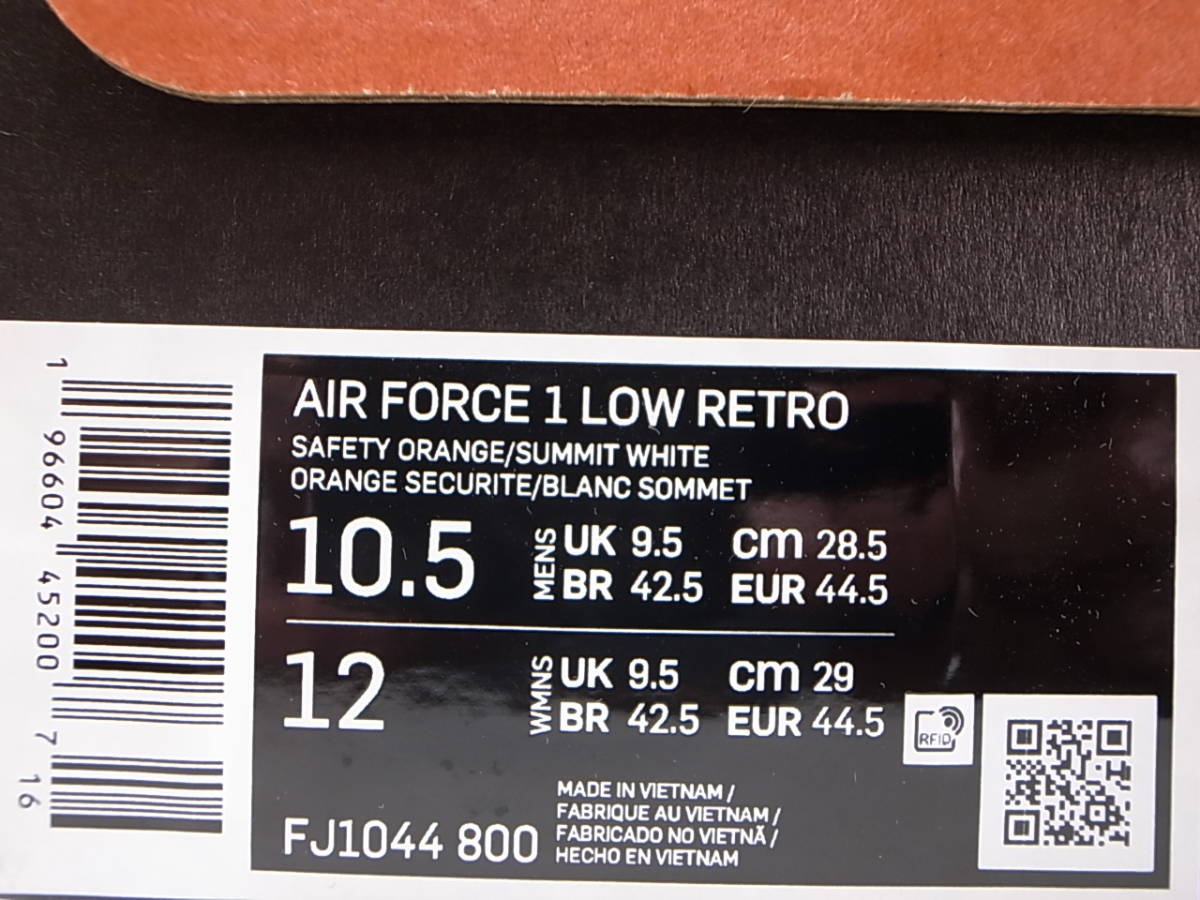 AIR FORCE 1 LOW RETRO
SAFETY ORANGE/SUMMIT WHITE
ORANGE SECURITE/BLANC SOMMET
10.5 MENS UK 9.5 cm 28.5
BR 42.5 EUR 44.5
12 WMNS UK 9.5 cm 29
BR 42.5 EUR 44.5
RFID
FJ1044 800
MADE IN VIETNAM /
FABRIQUE AU VIETNAM /
FABRICADO NO VIETNÃ /
HECHO EN VIETNAM
1 96604 45200 7 16